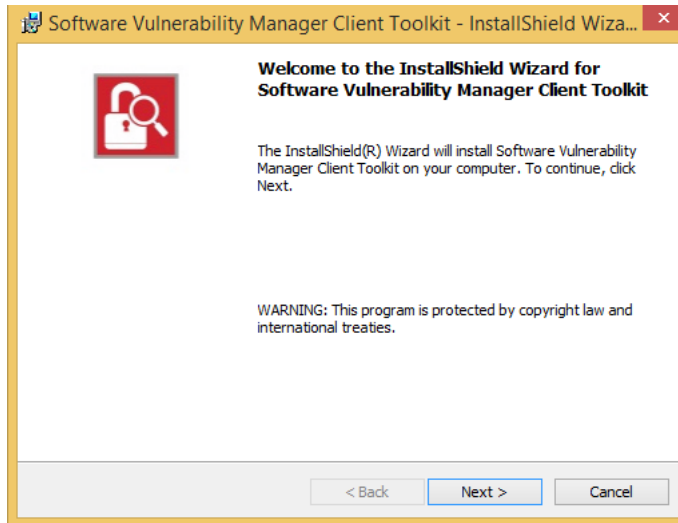 Software Vulnerability Manager Client Toolkit - InstallShield Wiza...
Welcome to the InstallShield Wizard for
Software Vulnerability Manager Client Toolkit
The InstallShield(R) Wizard will install Software Vulnerability
Manager Client Toolkit on your computer. To continue, click
Next.
WARNING: This program is protected by copyright law and
international treaties.
< Back
Next >
Cancel